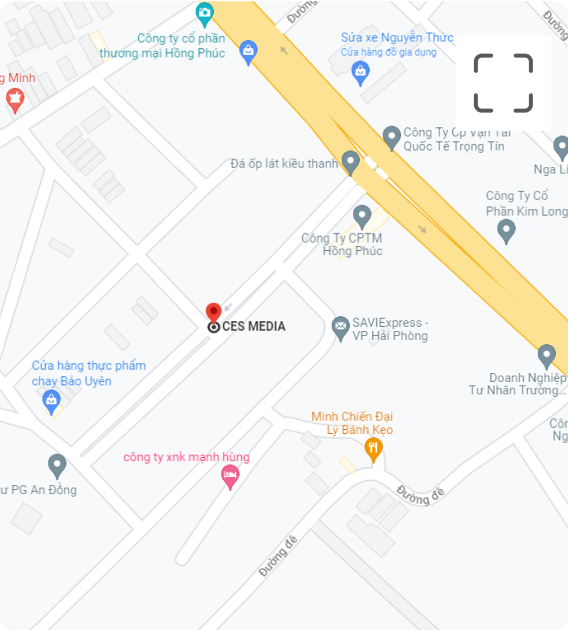 Đường
Đường
Công ty cổ phần
thương mại Hồng Phúc
Sửa xe Nguyễn Thức
Cửa hàng đồ gia dụng
g Minh
Công Ty Cp Vận Tải
Quốc Tế Trọng Tín
Đá ốp lát kiều thanh
Nga Li
Công Ty Cổ
Phần Kim Long
Công Ty CPTM
Hồng Phúc
CES MEDIA
SAVIExpress -
VP Hải Phòng
Cửa hàng thực phẩm
chay Bảo Uyên
Doanh Nghiệp
Tư Nhân Trường...
Minh Chiến Đại
Lý Bánh Kẹo
Côn
Ng
công ty xnk mạnh hùng
cư PG An Đồng
Đường đê
Đường đê